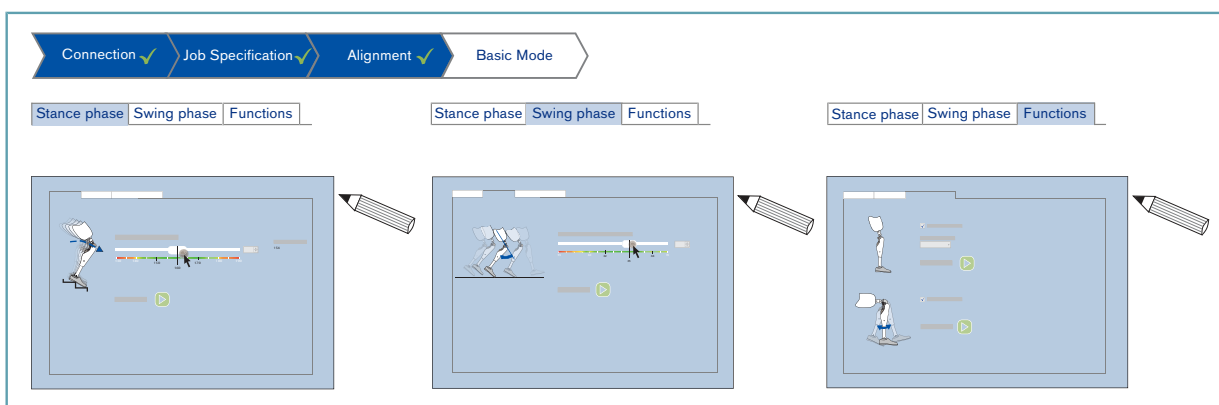 Connection Job Specification Alignment Basic Mode
Stance phase Swing phase Functions
Stance phase Swing phase Functions
Stance phase Swing phase Functions